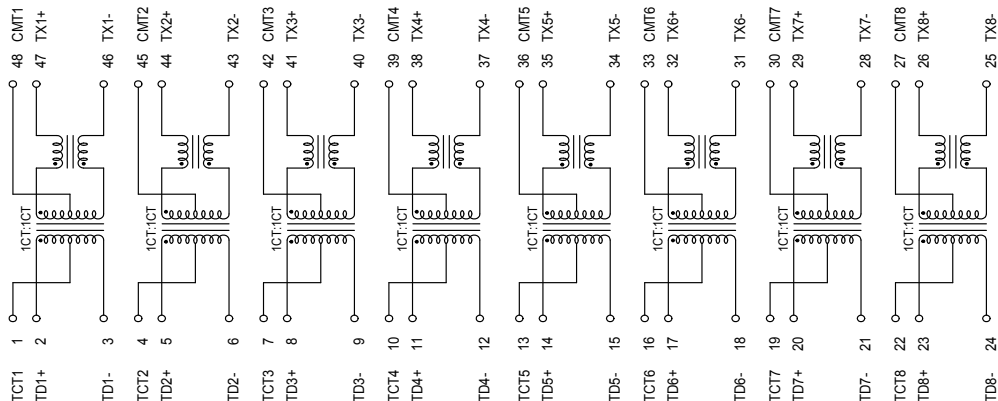 CMT1 TX1+ TX1- CMT2 TX2+ TX2- CMT3 TX3+ TX3- CMT4 TX4+ TX4- CMT5 TX5+ TX5- CMT6 TX6+ TX6- CMT7 TX7+ TX7- CMT8 TX8+ TX8-
48 47 46 45 44 43 42 41 40 39 38 37 36 35 34 33 32 31 30 29 28 27 26 25
1CT:1CT 1CT:1CT 1CT:1CT 1CT:1CT 1CT:1CT 1CT:1CT 1CT:1CT 1CT:1CT
1 2 3 4 5 6 7 8 9 10 11 12 13 14 15 16 17 18 19 20 21 22 23 24
TCT1 TD1+ TD1- TCT2 TD2+ TD2- TCT3 TD3+ TD3- TCT4 TD4+ TD4- TCT5 TD5+ TD5- TCT6 TD6+ TD6- TCT7 TD7+ TD7- TCT8 TD8+ TD8-